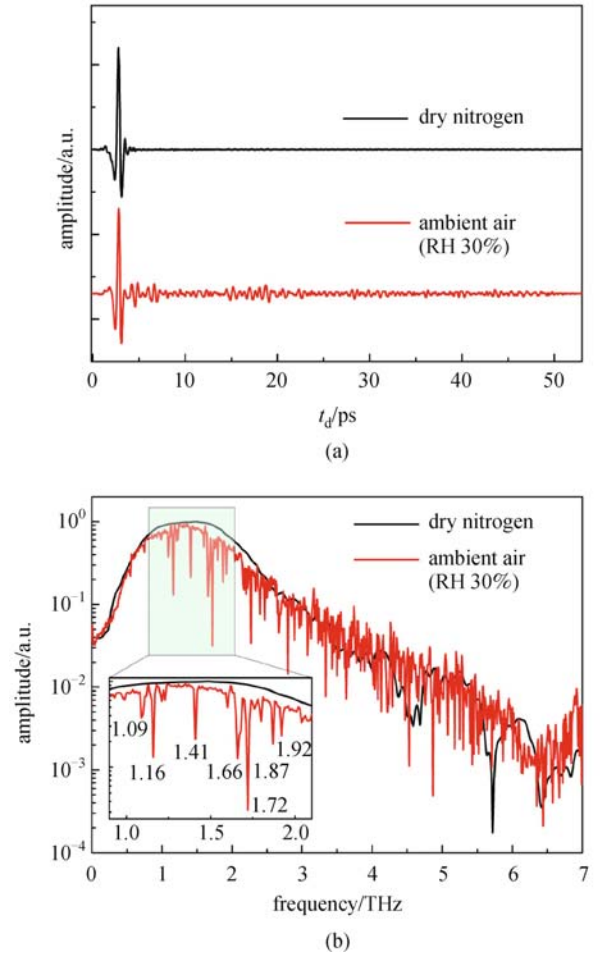 amplitude/a.u.
dry nitrogen
ambient air
(RH 30%)
0 10 20 30 40 50
t_d/ps
(a)
amplitude/a.u.
10^0
10^-1
10^-2
10^-3
10^-4
dry nitrogen
ambient air
(RH 30%)
1.09
1.16
1.41
1.66
1.72
1.87
1.92
1.0 1.5 2.0
0 1 2 3 4 5 6 7
frequency/THz
(b)